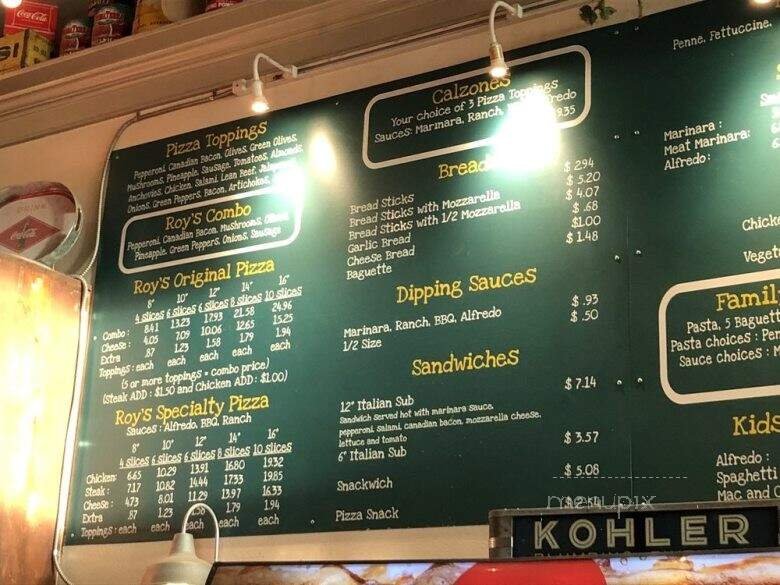 Coca-Cola
DRINK
Coca-Cola
Pizza Toppings
Pepperoni, Canadian Bacon, Olives, Green Olives,
Mushrooms, Pineapple, Sausage, Tomatoes, Almonds,
Anchovies, Chicken, Salami, Lean Beef,
Onions, Green Peppers, Bacon,
Roy's Combo
Pepperoni, Canadian Bacon, Mushrooms,
Pineapple, Green Peppers, Onions, Sausage
Roy's Original Pizza
8" 10" 12" 14" 16"
4 slices 6 slices 6 slices 8 slices 10 slices
Combo : 8.41 13.23 17.93 21.58 24.96
Cheese : 4.05 7.09 10.06 12.65 15.25
Extra .87 1.23 1.58 1.79 1.94
Toppings : each each each each each
(5 or more toppings = combo price)
(Steak ADD : $1.50 and Chicken ADD : $1.00)
Roy's Specialty Pizza
Sauces : Alfredo, BBQ, Ranch
8" 10" 12" 14" 16"
4 slices 6 slices 6 slices 8 slices 10 slices
Chicken: 6.65 10.29 13.91 16.80 19.32
Steak : 7.17 10.82 14.44 17.33 19.85
Cheese : 4.73 8.01 11.29 13.97 16.33
Extra .87 1.23 1.58 1.79 1.94
Toppings : each each each each
Calzones
Your choice of 3 Pizza Toppings
Sauces: Marinara, Ranch,
Bread
Bread Sticks $ 2.94
Bread Sticks with Mozzarella $ 5.20
Bread Sticks with 1/2 Mozzarella $ 4.07
Garlic Bread $ .68
Cheese Bread $1.00
Baguette $ 1.48
Dipping Sauces
Marinara, Ranch, BBQ, Alfredo $ .93
1/2 Size $ .50
Sandwiches
12" Italian Sub $ 7.14
Sandwich served hot with marinara sauce,
pepperoni, salami, canadian bacon, mozzarella cheese,
lettuce and tomato
6" Italian Sub $ 3.57
Snackwich $ 5.08
Pizza Snack
Penne, Fettuccine,
Marinara :
Meat Marinara:
Alfredo :
Pasta, 5
Pasta choices :
Sauce choices :
Kids
Alfredo :
Spaghetti
Mac and
menupix
KOHLER